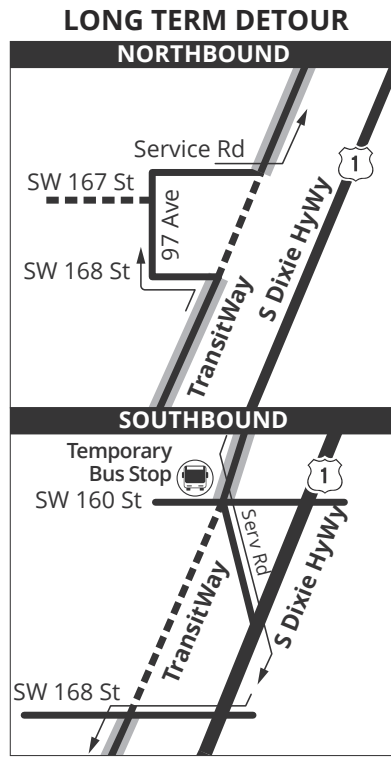 LONG TERM DETOUR
NORTHBOUND
Service Rd
1
SW 167 St
97 Ave
SW 168 St
TransitWay
S Dixie HyWy
SOUTHBOUND
Temporary
Bus Stop
1
SW 160 St
Serv Rd
TransitWay
S Dixie HyWy
SW 168 St